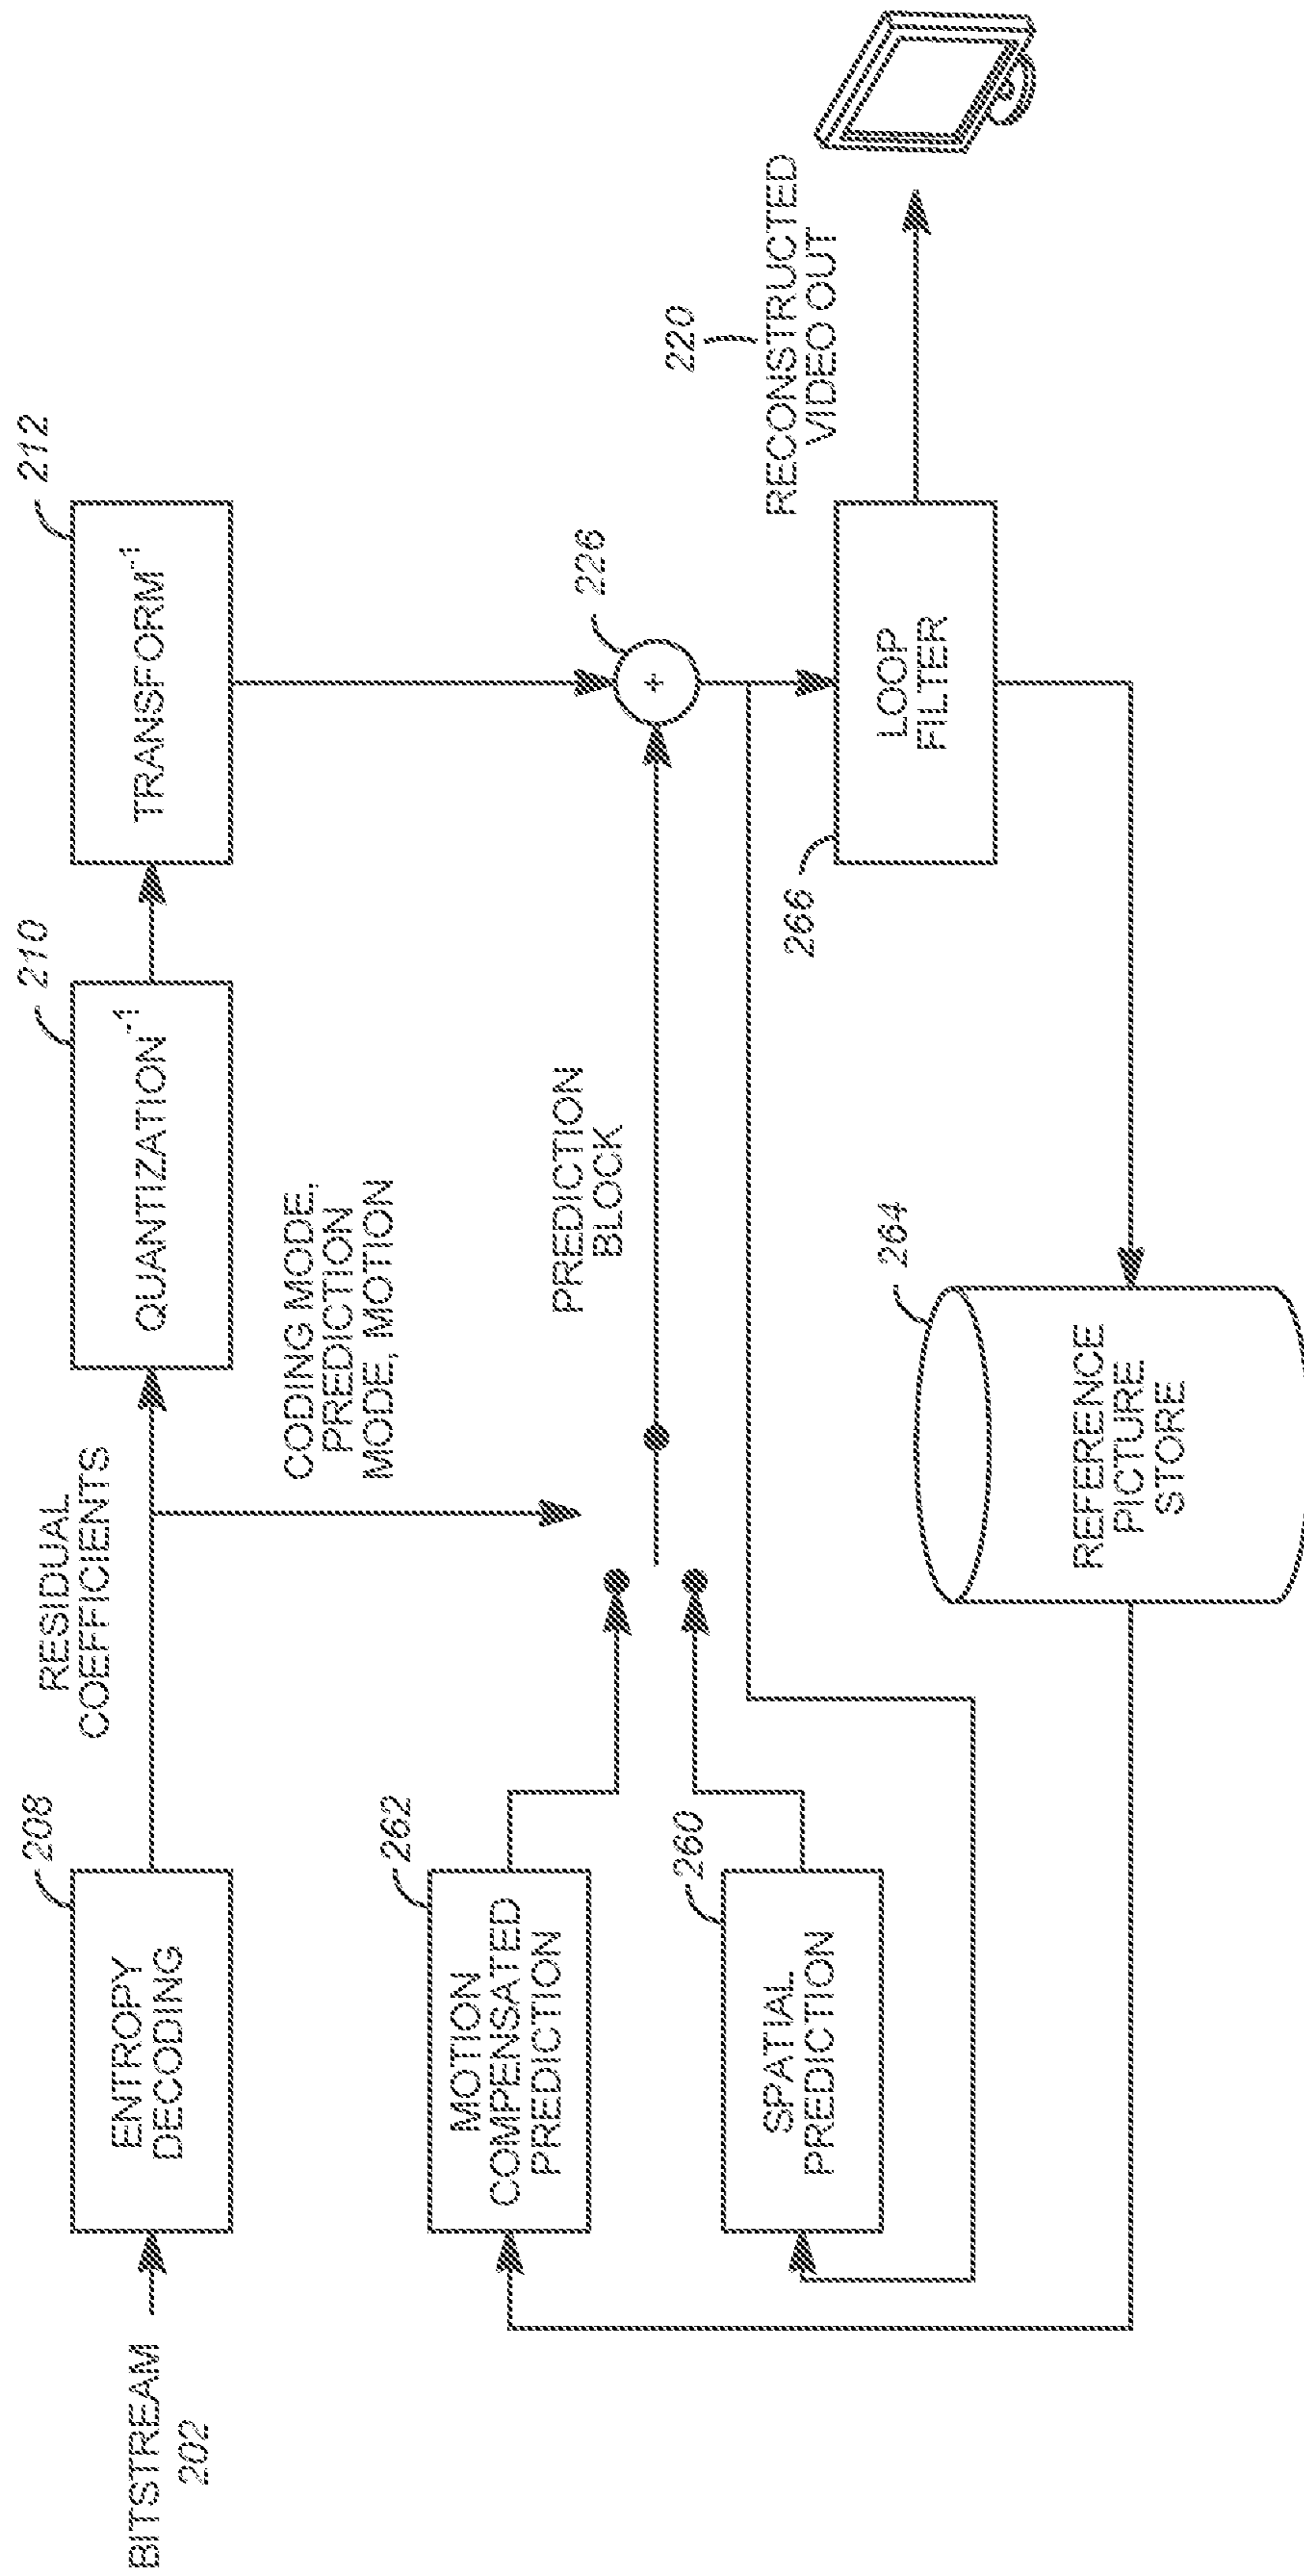 BITSTREAM
202
ENTROPY
DECODING
208
RESIDUAL
COEFFICIENTS
QUANTIZATION-1
210
TRANSFORM-1
212
CODING MODE,
PREDICTION
MODE, MOTION
MOTION
COMPENSATED
PREDICTION
262
SPATIAL
PREDICTION
260
PREDICTION
BLOCK
+
226
LOOP
FILTER
266
220
RECONSTRUCTED
VIDEO OUT
REFERENCE
PICTURE
STORE
264